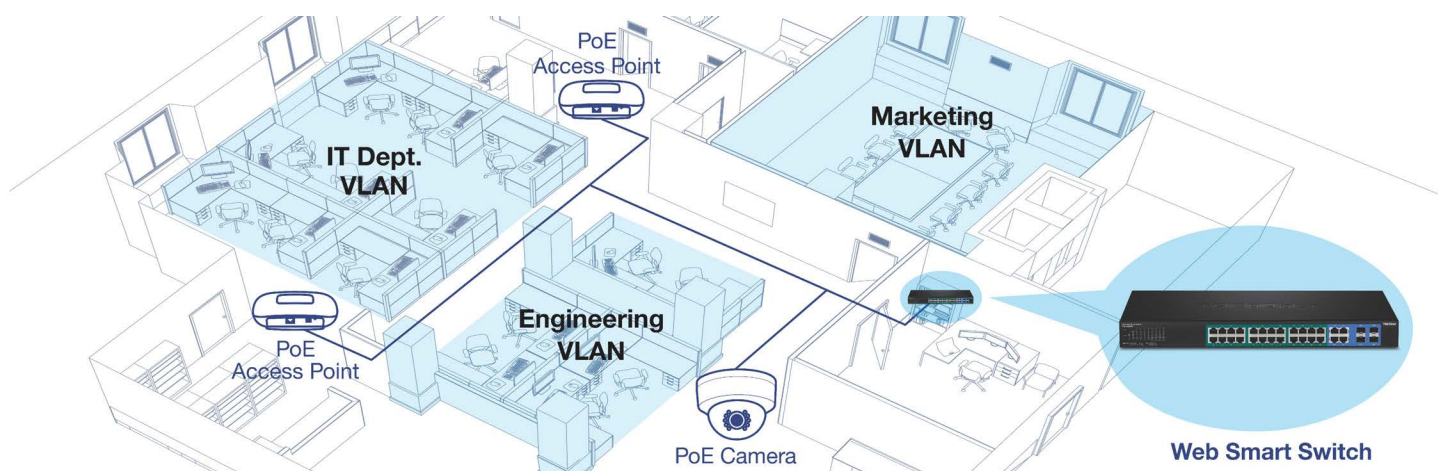 PoE
Access Point
Marketing
VLAN
IT Dept.
VLAN
Engineering
VLAN
PoE
Access Point
PoE Camera
Web Smart Switch